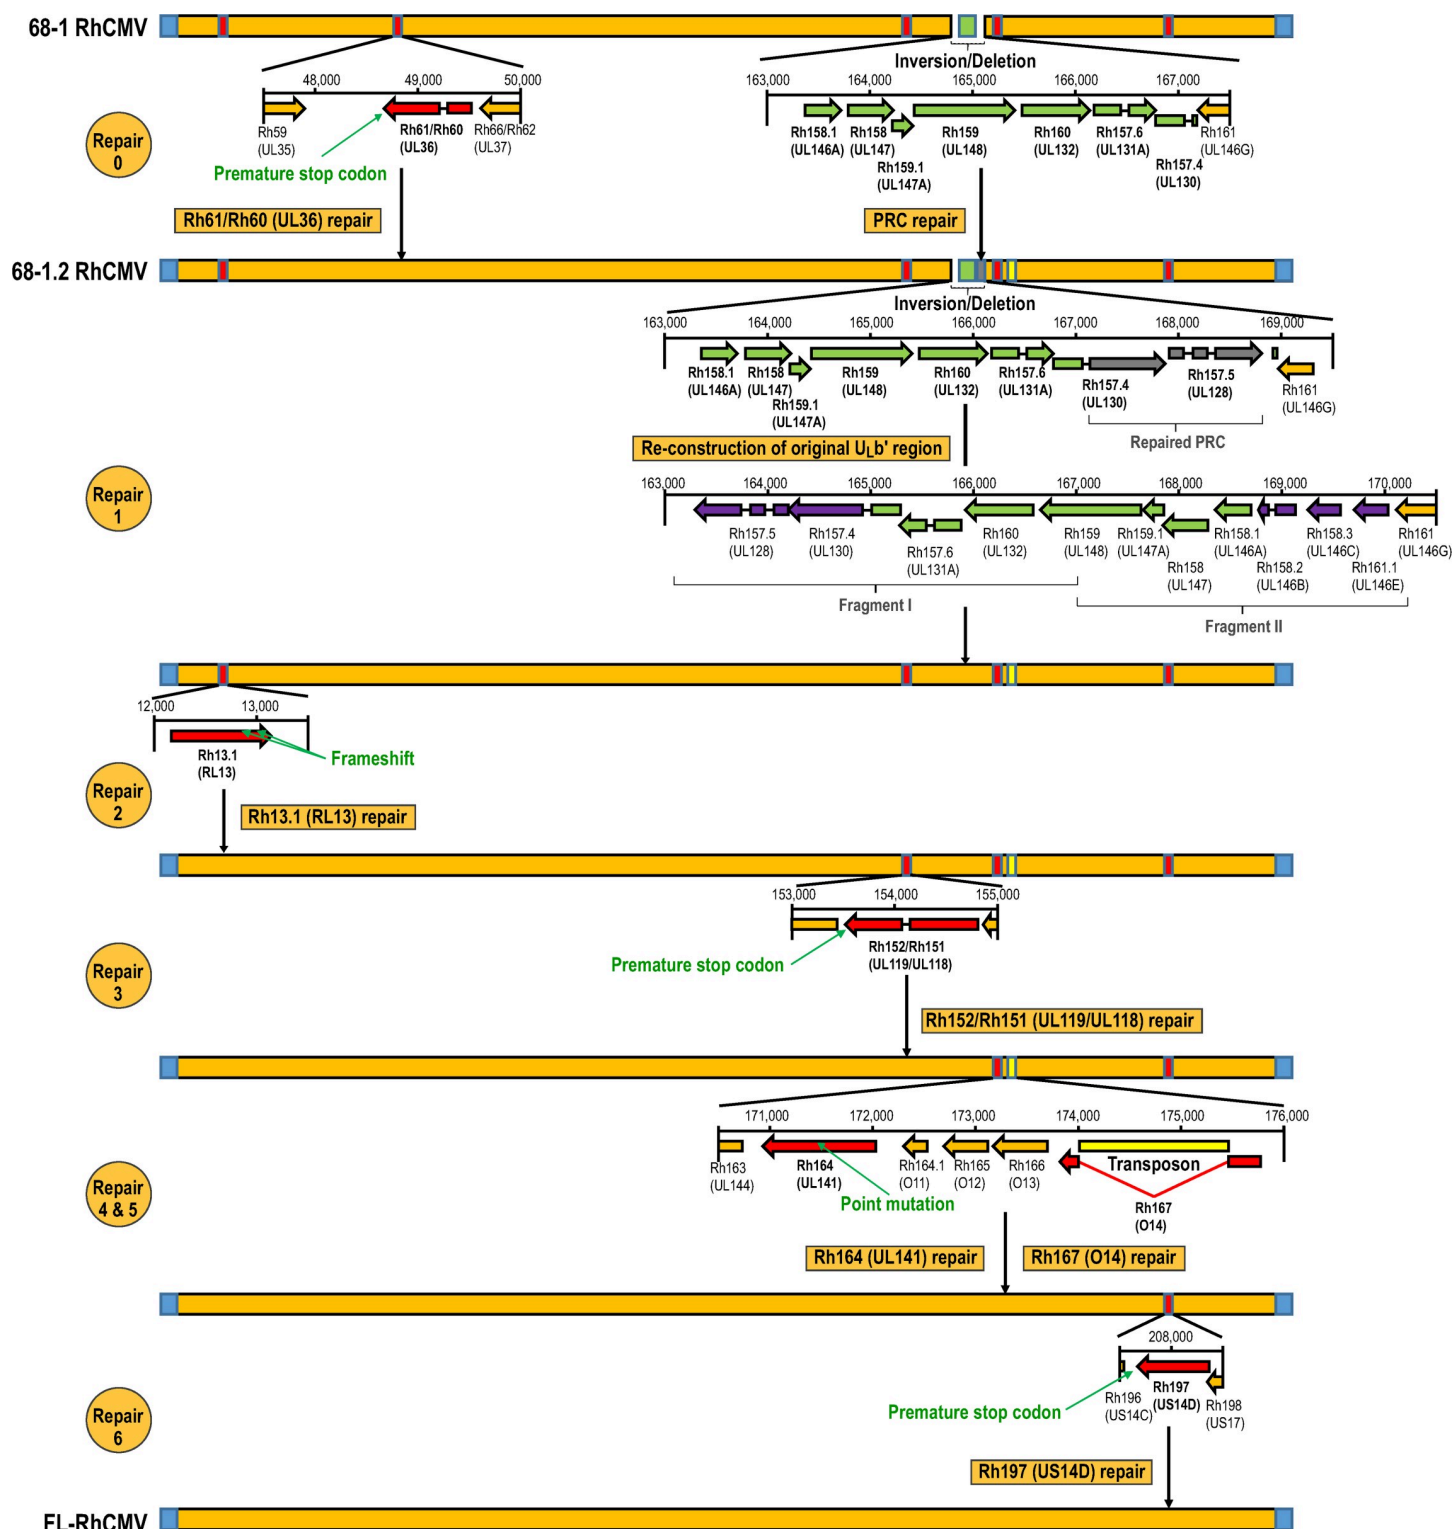 68-1 RhCMV
Inversion/Deletion
48,000 49,000 50,000
163,000 164,000 165,000 166,000 167,000
Rh59
(UL35)
Rh61/Rh60
(UL36)
Rh66/Rh62
(UL37)
Premature stop codon
Rh158.1
(UL146A)
Rh158
(UL147)
Rh159.1
(UL147A)
Rh159
(UL148)
Rh160
(UL132)
Rh157.6
(UL131A)
Rh157.4
(UL130)
Rh161
(UL146G)
Repair
0
Rh61/Rh60 (UL36) repair
PRC repair
68-1.2 RhCMV
Inversion/Deletion
163,000 164,000 165,000 166,000 167,000 168,000 169,000
Rh158.1
(UL146A)
Rh158
(UL147)
Rh159.1
(UL147A)
Rh159
(UL148)
Rh160
(UL132)
Rh157.6
(UL131A)
Rh157.4
(UL130)
Rh157.5
(UL128)
Rh161
(UL146G)
Repaired PRC
Re-construction of original ULb' region
Repair
1
163,000 164,000 165,000 166,000 167,000 168,000 169,000 170,000
Rh157.5
(UL128)
Rh157.4
(UL130)
Rh157.6
(UL131A)
Rh160
(UL132)
Rh159
(UL148)
Rh159.1
(UL147A)
Rh158
(UL147)
Rh158.1
(UL146A)
Rh158.2
(UL146B)
Rh158.3
(UL146C)
Rh161.1
(UL146E)
Rh161
(UL146G)
Fragment I
Fragment II
12,000 13,000
Rh13.1
(RL13)
Frameshift
Repair
2
Rh13.1 (RL13) repair
153,000 154,000 155,000
Rh152/Rh151
(UL119/UL118)
Premature stop codon
Repair
3
Rh152/Rh151 (UL119/UL118) repair
171,000 172,000 173,000 174,000 175,000 176,000
Rh163
(UL144)
Rh164
(UL141)
Rh164.1
(O11)
Rh165
(O12)
Rh166
(O13)
Transposon
Rh167
(O14)
Point mutation
Repair
4 & 5
Rh164 (UL141) repair
Rh167 (O14) repair
208,000
Rh196
(US14C)
Rh197
(US14D)
Rh198
(US17)
Premature stop codon
Repair
6
Rh197 (US14D) repair
FL-RhCMV